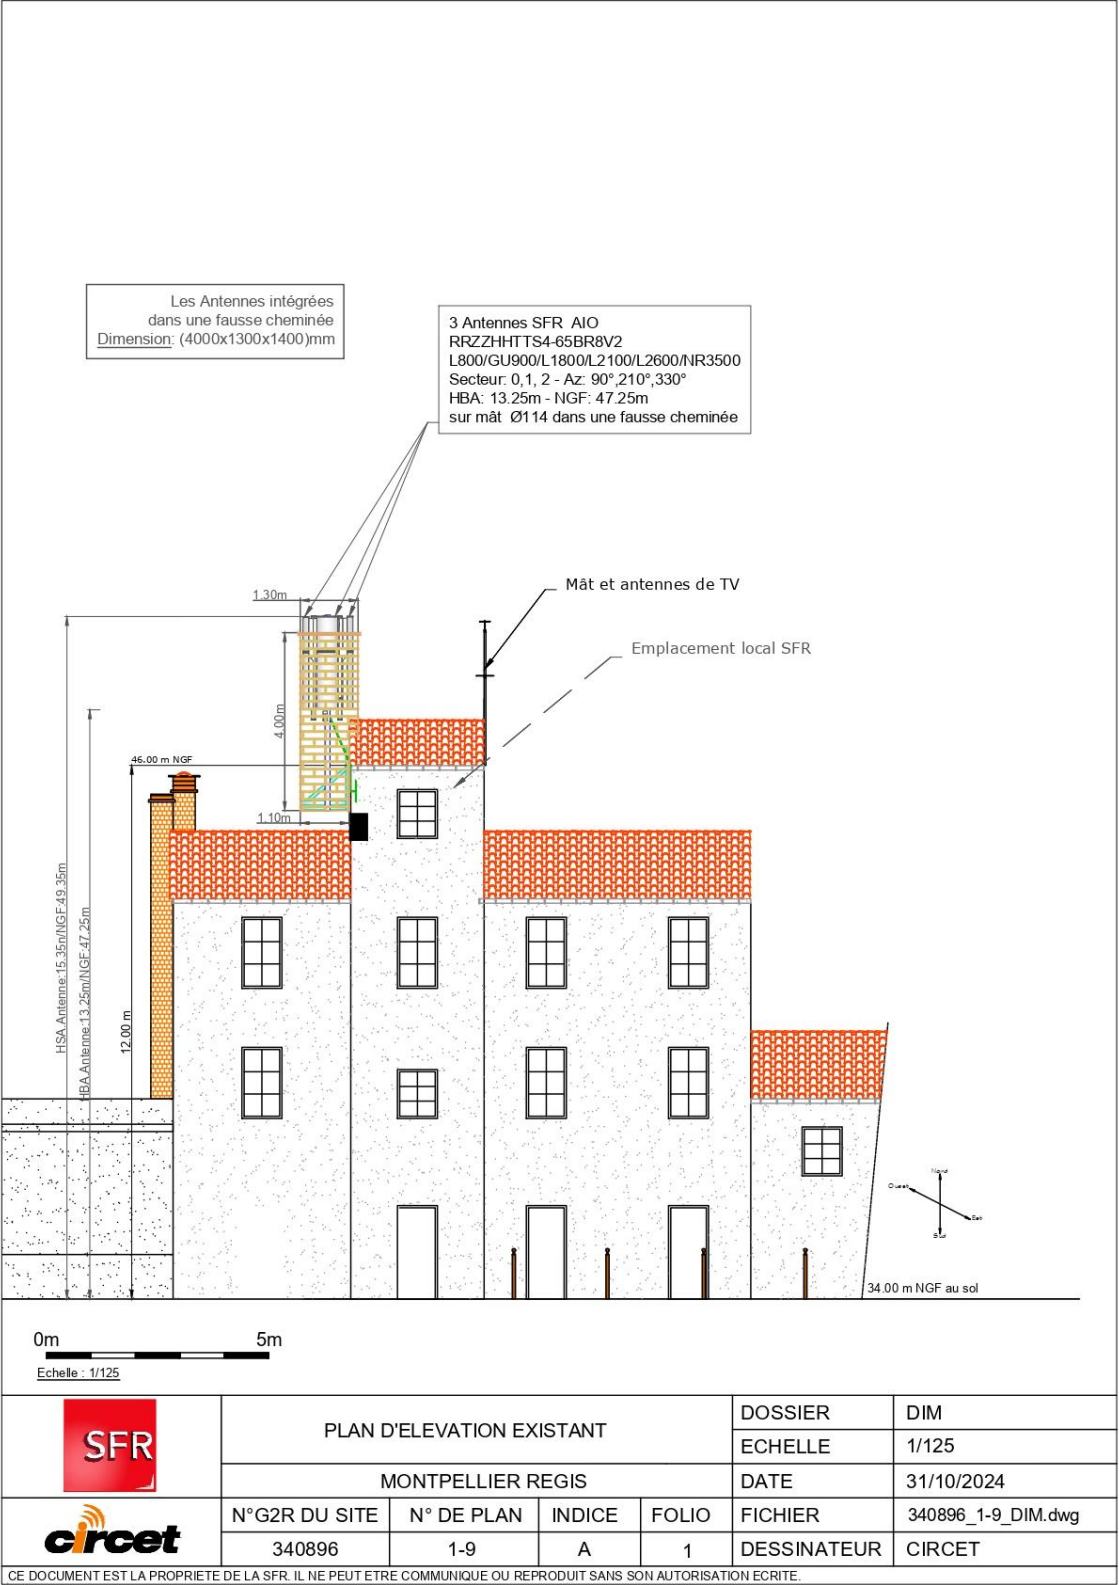 Les Antennes intégrées
dans une fausse cheminée
Dimension: (4000x1300x1400)mm
3 Antennes SFR AIO
RRZZHHTTS4-65BR8V2
L800/GU900/L1800/L2100/L2600/NR3500
Secteur: 0,1, 2 - Az: 90°,210°,330°
HBA: 13.25m - NGF: 47.25m
sur mât Ø114 dans une fausse cheminée
Mât et antennes de TV
1.30m
Emplacement local SFR
4.00m
46.00 m NGF
1.10m
HSA Antenne:15.35n/NGF:49.35m
HBA Antenne:13.25m/NGF:47.25m
12.00 m
Nord
Ouest
Est
Sud
34.00 m NGF au sol
0m 5m
Echelle : 1/125
SFR
PLAN D'ELEVATION EXISTANT
MONTPELLIER REGIS
DOSSIER DIM
ECHELLE 1/125
DATE 31/10/2024
circet
N°G2R DU SITE N° DE PLAN INDICE FOLIO FICHIER 340896_1-9_DIM.dwg
340896 1-9 A 1 DESSINATEUR CIRCET
CE DOCUMENT EST LA PROPRIETE DE LA SFR. IL NE PEUT ETRE COMMUNIQUE OU REPRODUIT SANS SON AUTORISATION ECRITE.